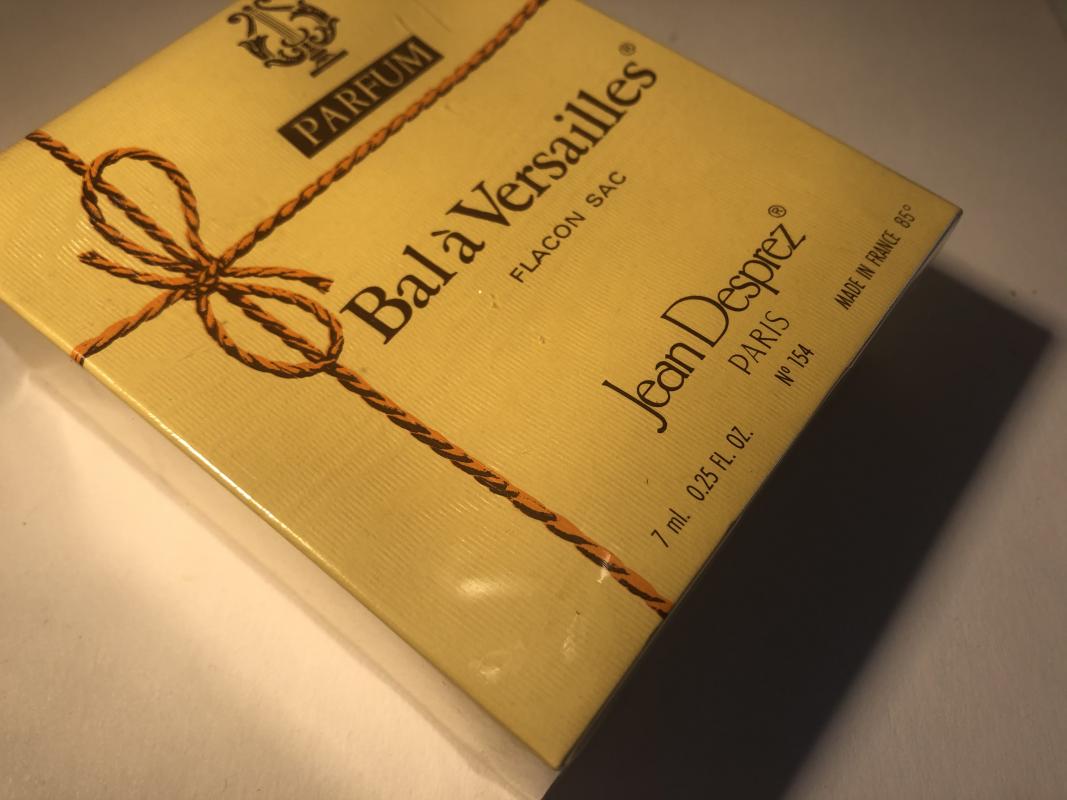 PARFUM
Bal à Versailles®
FLACON SAC
Jean Desprez®
PARIS
Nº 154
7 ml. 0.25 FL. OZ.
MADE IN FRANCE 85°